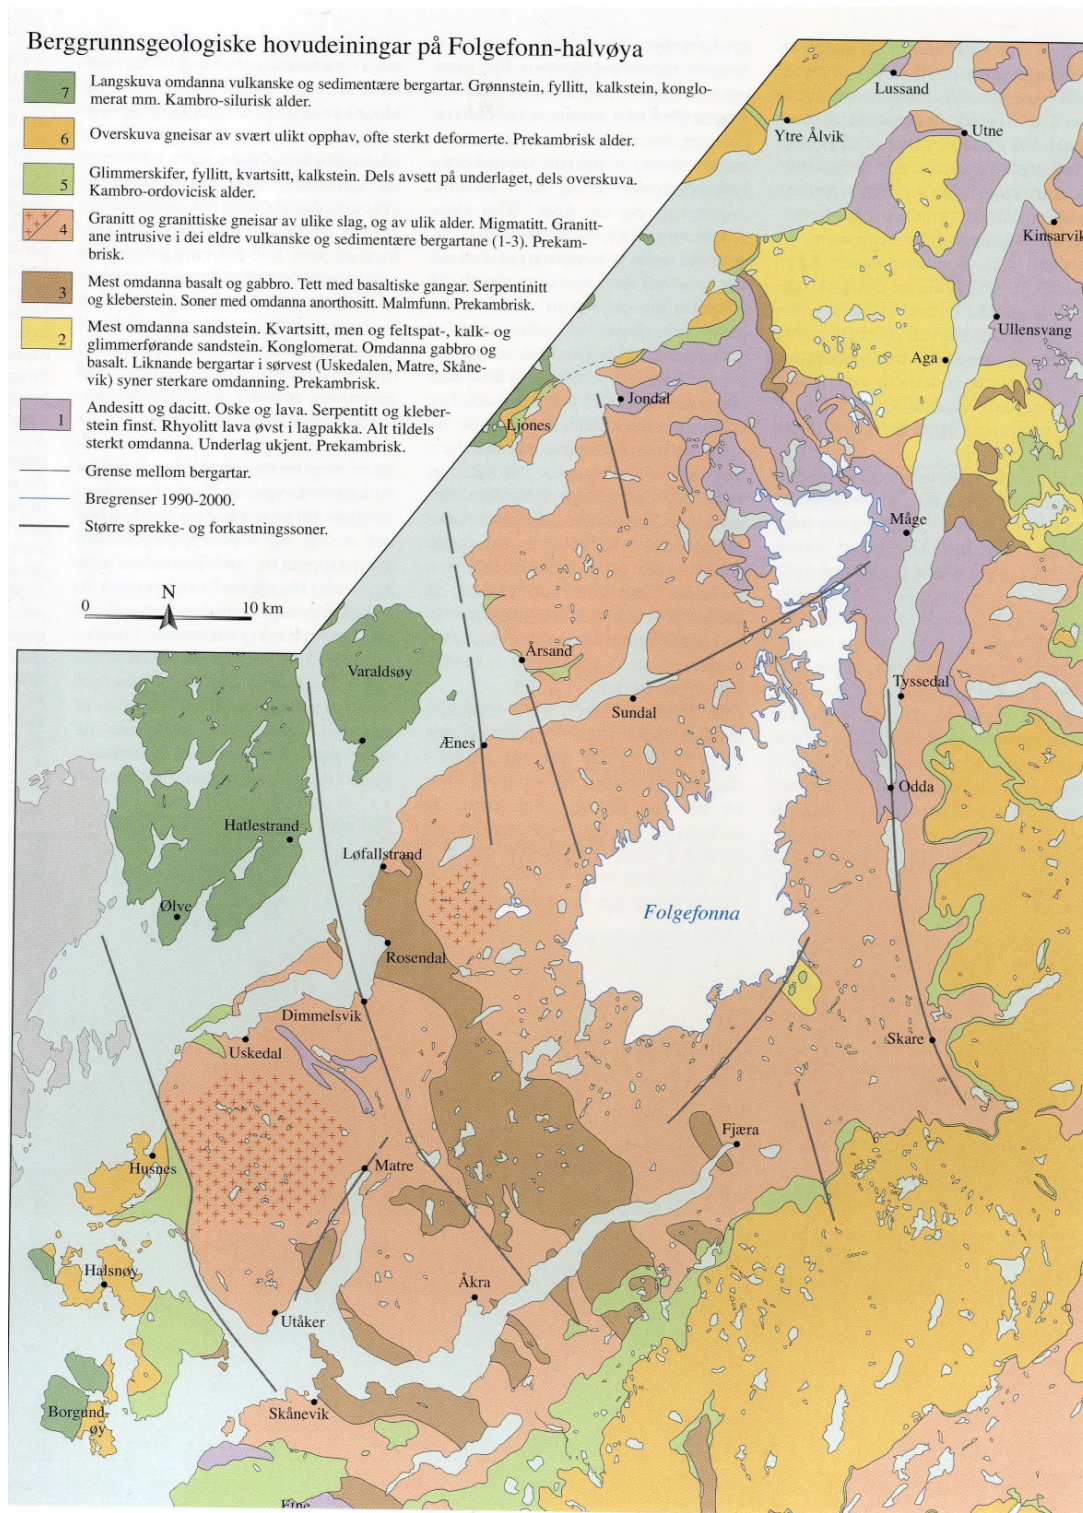 Berggrunnsgeologiske hovudeiningar på Folgefonn-halvøya
7
Langskuva omdanna vulkanske og sedimentære bergartar. Grønnstein, fyllitt, kalkstein, konglo-
merat mm. Kambro-silurisk alder.
6
Overskuva gneisar av svært ulikt opphav, ofte sterkt deformerte. Prekambrisk alder.
5
Glimmerskifer, fyllitt, kvartsitt, kalkstein. Dels avsett på underlaget, dels overskuva.
Kambro-ordovicisk alder.
4
Granitt og granittiske gneisar av ulike slag, og av ulik alder. Migmatitt. Granitt-
ane intrusive i dei eldre vulkanske og sedimentære bergartane (1-3). Prekam-
brisk.
3
Mest omdanna basalt og gabbro. Tett med basaltiske gangar. Serpentinitt
og kleberstein. Soner med omdanna anorthositt. Malmfunn. Prekambrisk.
2
Mest omdanna sandstein. Kvartsitt, men og feltspat-, kalk- og
glimmerførande sandstein. Konglomerat. Omdanna gabbro og
basalt. Liknande bergartar i sørvest (Uskedalen, Matre, Skåne-
vik) syner sterkare omdanning. Prekambrisk.
1
Andesitt og dacitt. Oske og lava. Serpentitt og kleber-
stein finst. Rhyolitt lava øvst i lagpakka. Alt tildels
sterkt omdanna. Underlag ukjent. Prekambrisk.
Grense mellom bergartar.
Bregrenser 1990-2000.
Større sprekke- og forkastningssoner.
N
0 10 km
Lussand
Ytre Ålvik
Utne
Kinsarvik
Ullensvang
Aga
Jondal
Ljones
Måge
Årsand
Varaldsøy
Tyssedal
Sundal
Ænes
Odda
Hatlestrand
Løfallstrand
Ølve
Folgefonna
Rosendal
Dimmelsvik
Uskedal
Skare
Fjæra
Husnes
Matre
Halsnøy
Åkra
Utåker
Skånevik
Borgund-
øy
Etne